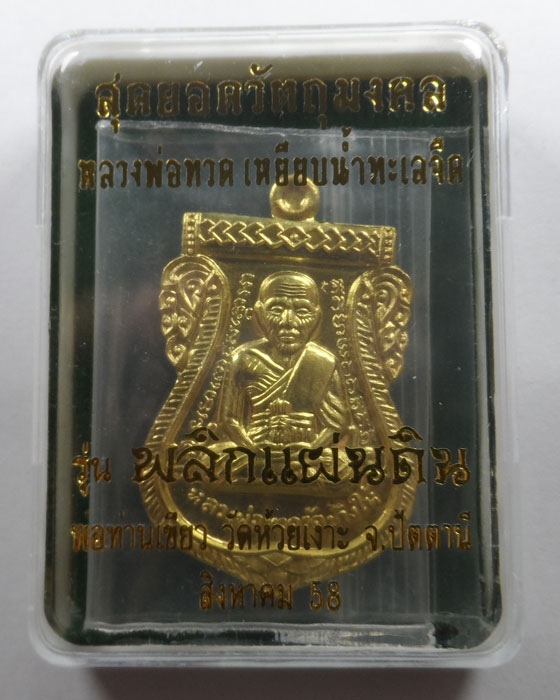 สุดยอดวัตถุมงคล
หลวงพ่อทวด เหยียบน้ำทะเลจืด
รุ่น พลิกแผ่นดิน
พ่อท่านเขียว วัดห้วยเงาะ จ.ปัตตานี
สิงหาคม 58